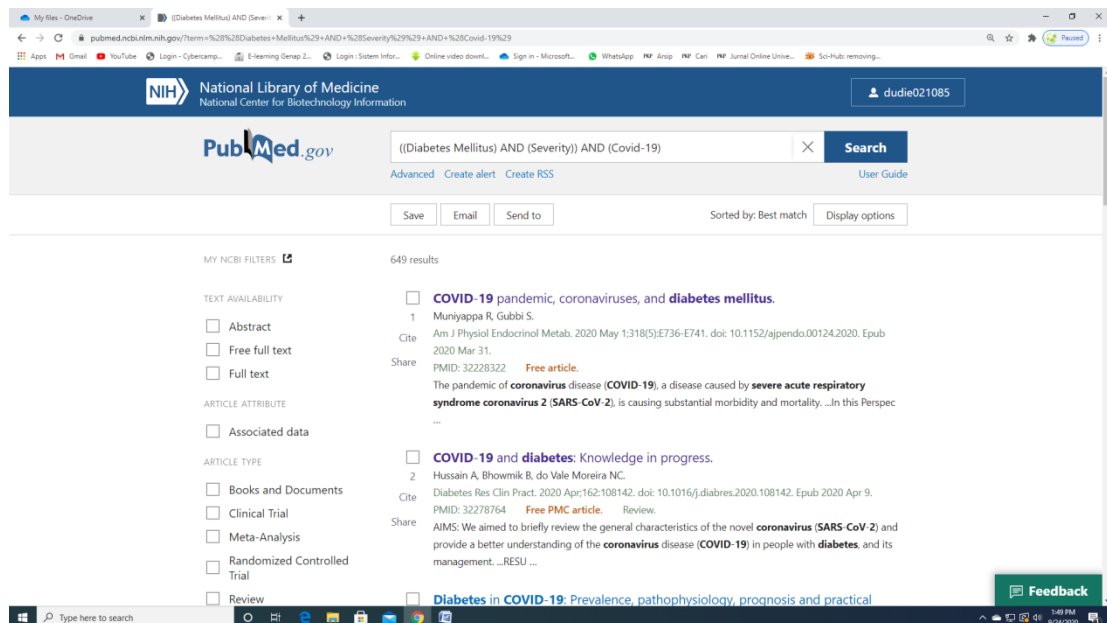 My files - OneDrive
((Diabetes Mellitus) AND (Severi
pubmed.ncbi.nlm.nih.gov/?term=%28%28Diabetes+Mellitus%29+AND+%28Severity%29%29+AND+%28Covid-19%29
Paused
Apps Gmail YouTube Login - Cybercamp... E-learning Genap 2... Login : Sistem Infor... Online video downl... Sign in - Microsoft... WhatsApp PKP Arsip PKP Cari PKP Jurnal Online Unive... Sci-Hub: removing...
NIH National Library of Medicine
National Center for Biotechnology Information
dudie021085
PubMed.gov
((Diabetes Mellitus) AND (Severity)) AND (Covid-19)
Search
Advanced Create alert Create RSS
User Guide
Save Email Send to
Sorted by: Best match Display options
MY NCBI FILTERS
649 results
TEXT AVAILABILITY
Abstract
Free full text
Full text
ARTICLE ATTRIBUTE
Associated data
ARTICLE TYPE
Books and Documents
Clinical Trial
Meta-Analysis
Randomized Controlled
Trial
Review
COVID-19 pandemic, coronaviruses, and diabetes mellitus.
1
Muniyappa R, Gubbi S.
Cite
Am J Physiol Endocrinol Metab. 2020 May 1;318(5):E736-E741. doi: 10.1152/ajpendo.00124.2020. Epub
2020 Mar 31.
Share
PMID: 32228322 Free article.
The pandemic of coronavirus disease (COVID-19), a disease caused by severe acute respiratory
syndrome coronavirus 2 (SARS-CoV-2), is causing substantial morbidity and mortality. ...In this Perspec
...
COVID-19 and diabetes: Knowledge in progress.
2
Hussain A, Bhowmik B, do Vale Moreira NC.
Cite
Diabetes Res Clin Pract. 2020 Apr;162:108142. doi: 10.1016/j.diabres.2020.108142. Epub 2020 Apr 9.
PMID: 32278764 Free PMC article. Review.
Share
AIMS: We aimed to briefly review the general characteristics of the novel coronavirus (SARS-CoV-2) and
provide a better understanding of the coronavirus disease (COVID-19) in people with diabetes, and its
management. ...RESU ...
Diabetes in COVID-19: Prevalence, pathophysiology, prognosis and practical
Feedback
Type here to search
1:49 PM
9/24/2020